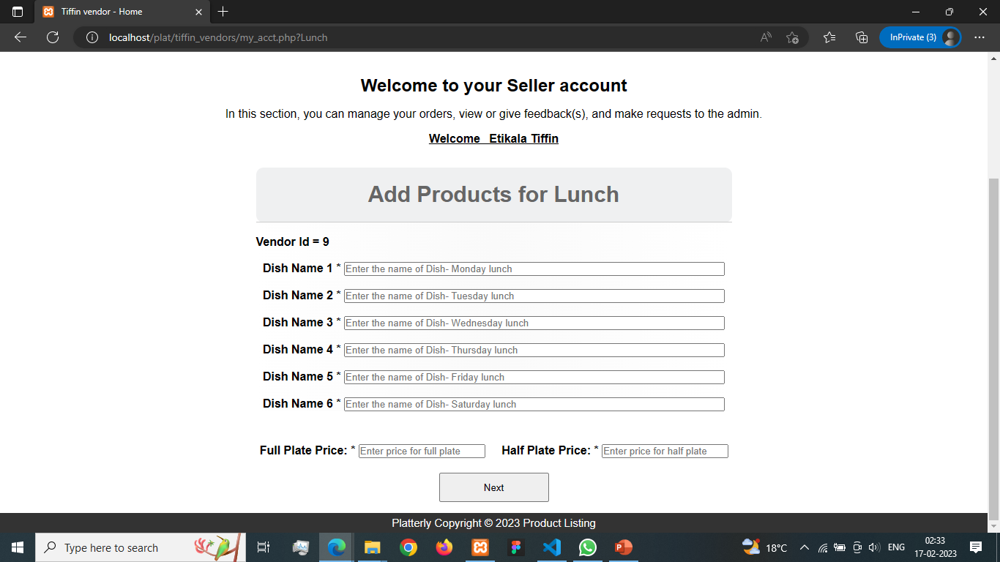 Tiffin vendor - Home
localhost/plat/tiffin_vendors/my_acct.php?Lunch
InPrivate (3)
Welcome to your Seller account
In this section, you can manage your orders, view or give feedback(s), and make requests to the admin.
Welcome Etikala Tiffin
Add Products for Lunch
Vendor Id = 9
Dish Name 1 * Enter the name of Dish- Monday lunch
Dish Name 2 * Enter the name of Dish- Tuesday lunch
Dish Name 3 * Enter the name of Dish- Wednesday lunch
Dish Name 4 * Enter the name of Dish- Thursday lunch
Dish Name 5 * Enter the name of Dish- Friday lunch
Dish Name 6 * Enter the name of Dish- Saturday lunch
Full Plate Price: * Enter price for full plate Half Plate Price: * Enter price for half plate
Next
Platterly Copyright © 2023 Product Listing
Type here to search
18°C
ENG
02:33
17-02-2023